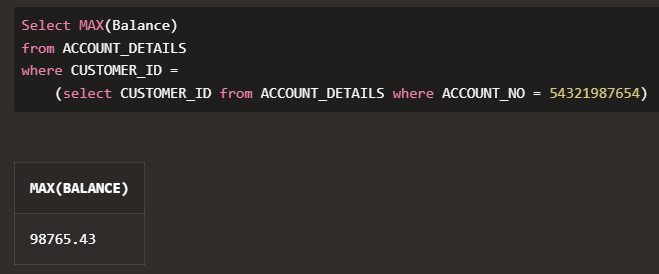 Select MAX(Balance)
from ACCOUNT_DETAILS
where CUSTOMER_ID =
(select CUSTOMER_ID from ACCOUNT_DETAILS where ACCOUNT_NO = 54321987654)
MAX(BALANCE)
98765.43